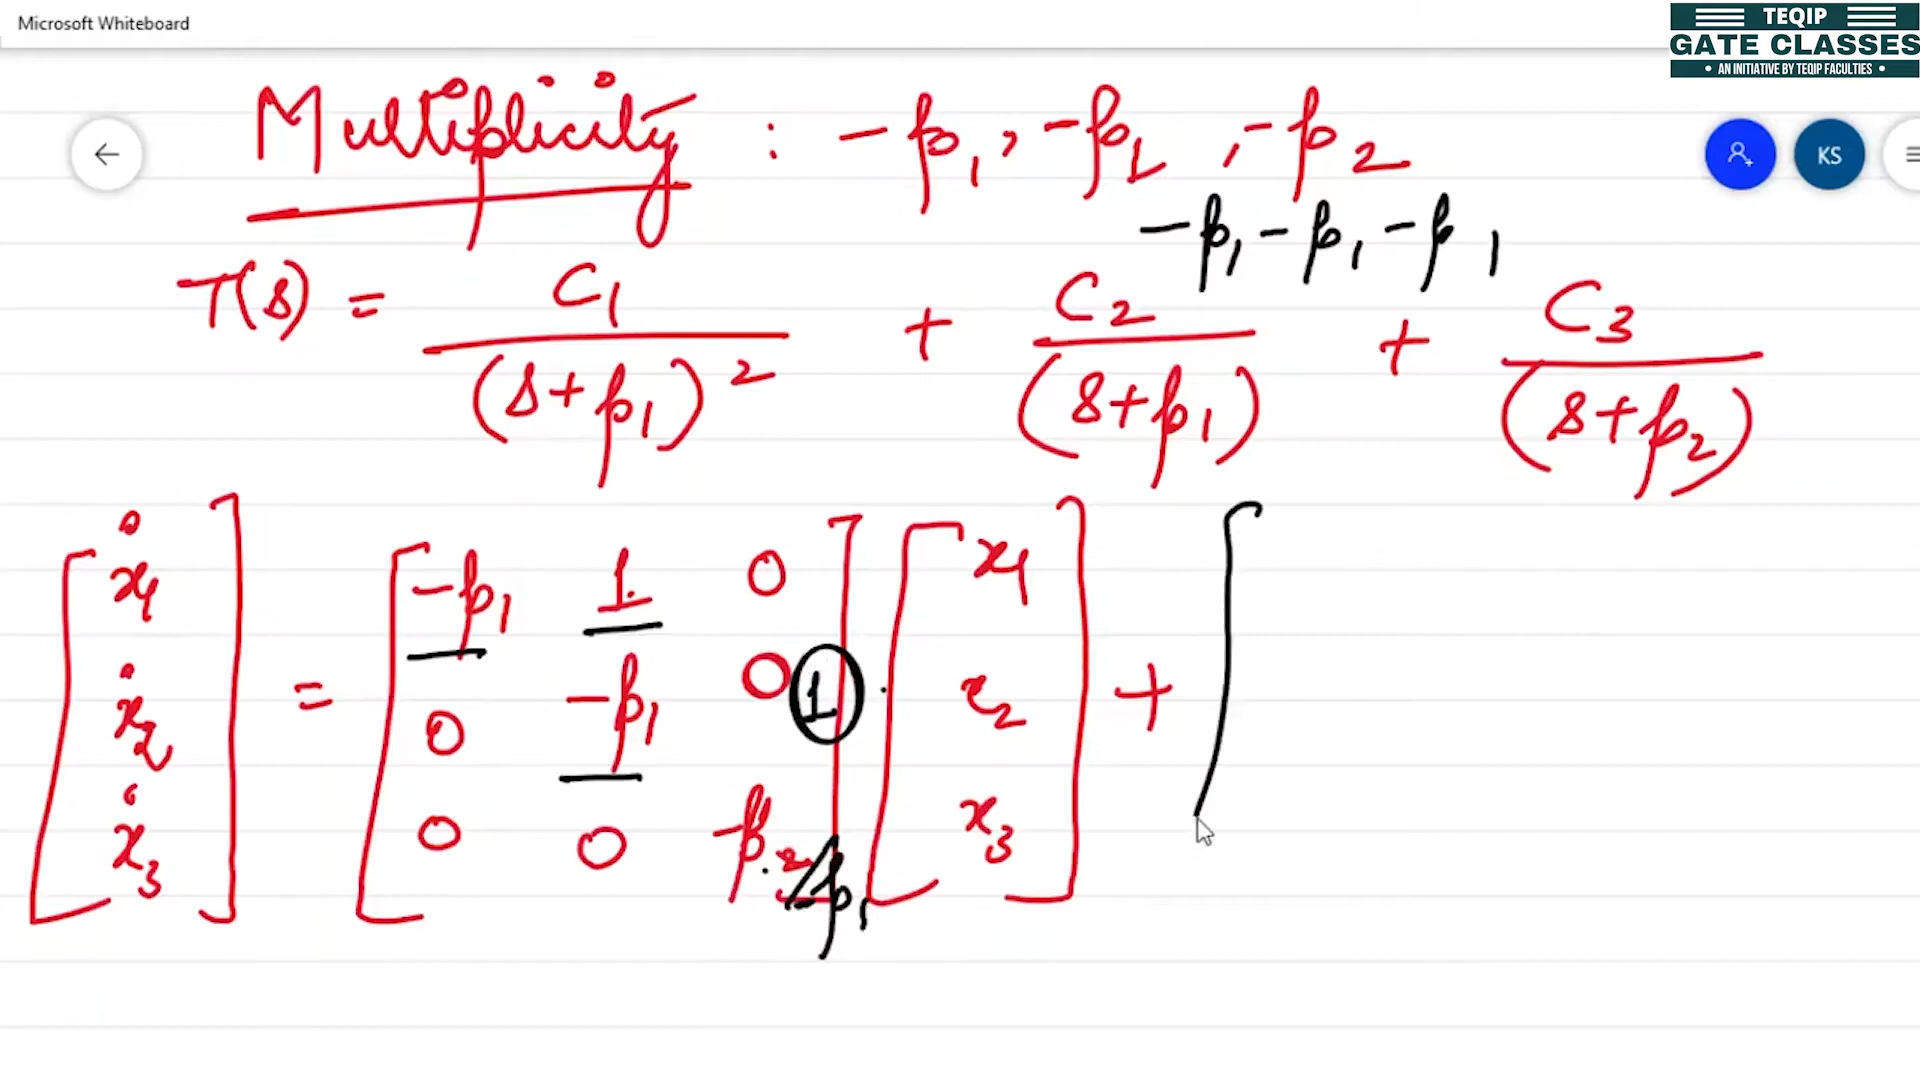 Microsoft Whiteboard
TEQIP
GATE CLASSES
• AN INITIATIVE BY TEQIP FACULTIES •
KS
Multiplicity : -p₁, -p₁, -p₂
-p₁ -p₁ -p₁
T(s) = C₁/(s+p₁)² + C₂/(s+p₁) + C₃/(s+p₂)
[ẋ₁ ẋ₂ ẋ₃] = [-p₁ 1 0
0 -p₁ 0 1
0 0 -p₂ -p₁] [x₁ x₂ x₃] + [